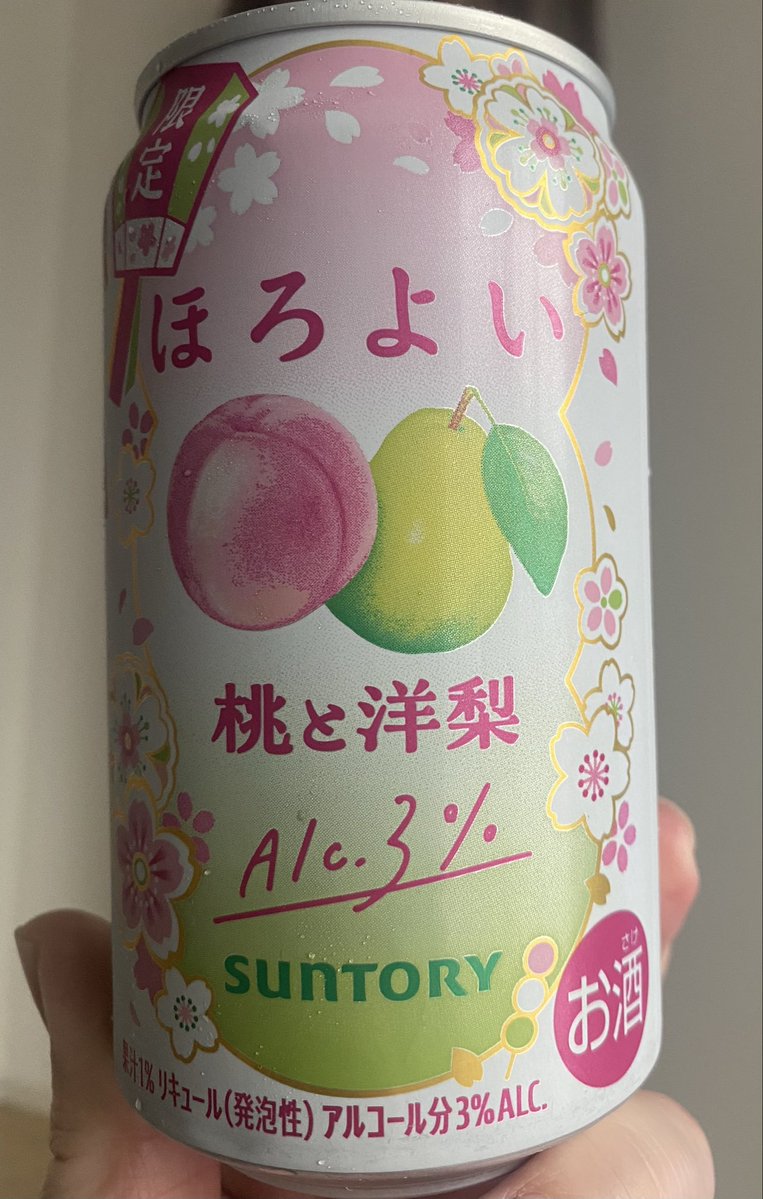 限定
ほろよい
桃と洋梨
Alc.3%
SUNTORY
さけ
お酒
果汁1% リキュール(発泡性) アルコール分3%ALC.